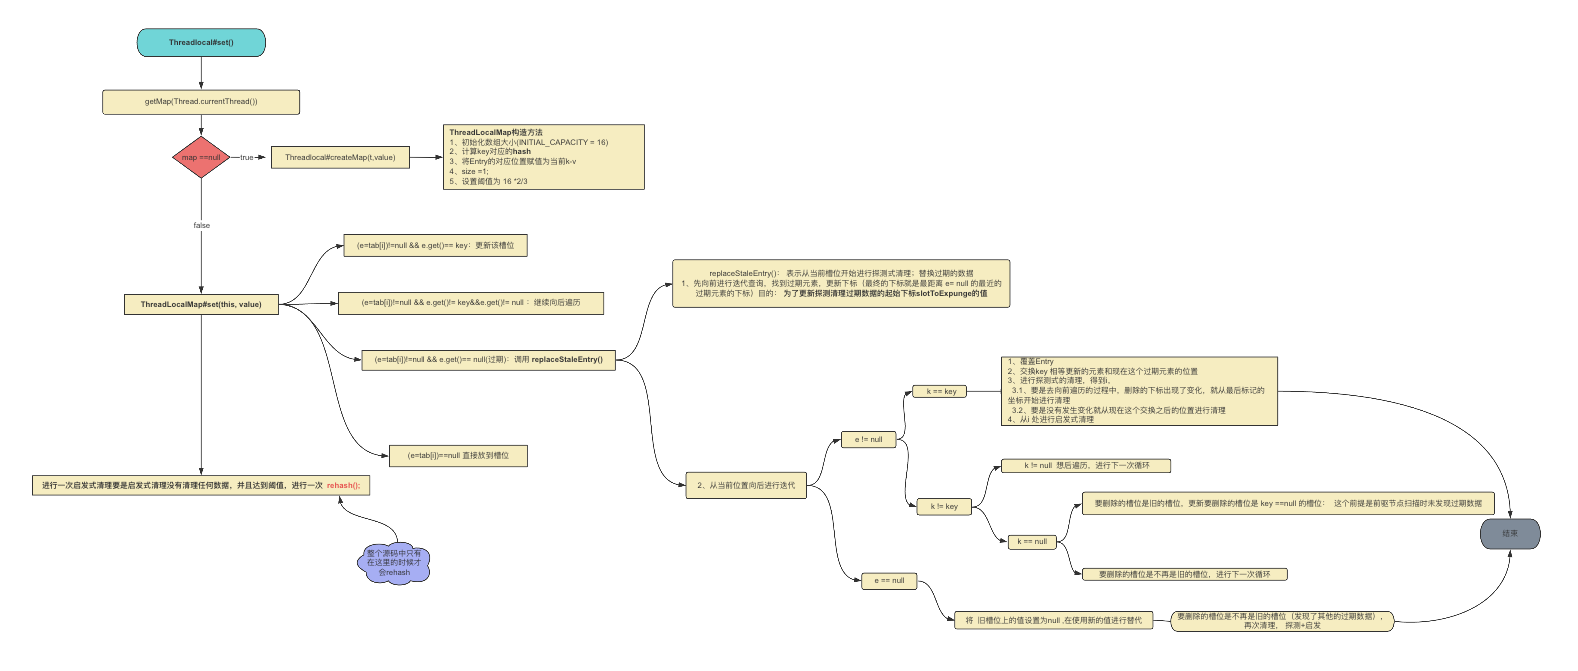 Threadlocal#set()
getMap(Thread.currentThread())
map ==null
true
Threadlocal#createMap(t,value)
ThreadLocalMap构造方法
1、初始化数组大小(INITIAL_CAPACITY = 16)
2、计算key对应的hash
3、将Entry的对应位置赋值为当前k-v
4、size =1;
5、设置阈值为 16 *2/3
false
ThreadLocalMap#set(this, value)
(e=tab[i])!=null && e.get()== key：更新该槽位
(e=tab[i])!=null && e.get()!= key&&e.get()!= null ：继续向后遍历
(e=tab[i])!=null && e.get()== null(过期)：调用 replaceStaleEntry()
(e=tab[i])==null 直接放到槽位
进行一次启发式清理要是启发式清理没有清理任何数据，并且达到阈值，进行一次 rehash();
整个源码中只有
在这里的时候才
会rehash
replaceStaleEntry()： 表示从当前槽位开始进行探测式清理；替换过期的数据
1、先向前进行迭代查询，找到过期元素，更新下标（最终的下标就是最距离 e= null 的最近的
过期元素的下标）目的： 为了更新探测清理过期数据的起始下标slotToExpunge的值
2、从当前位置向后进行迭代
e != null
k == key
1、覆盖Entry
2、交换key 相等更新的元素和现在这个过期元素的位置
3、进行探测式的清理，得到i,
3.1、要是去向前遍历的过程中，删除的下标出现了变化，就从最后标记的
坐标开始进行清理
3.2、要是没有发生变化就从现在这个交换之后的位置进行清理
4、从i 处进行启发式清理
k != key
k != null 想后遍历，进行下一次循环
k == null
要删除的槽位是旧的槽位，更新要删除的槽位是 key ==null 的槽位： 这个前提是前驱节点扫描时未发现过期数据
要删除的槽位是不再是旧的槽位，进行下一次循环
e == null
将 旧槽位上的值设置为null ,在使用新的值进行替代
要删除的槽位是不再是旧的槽位（发现了其他的过期数据），
再次清理， 探测+启发
结束